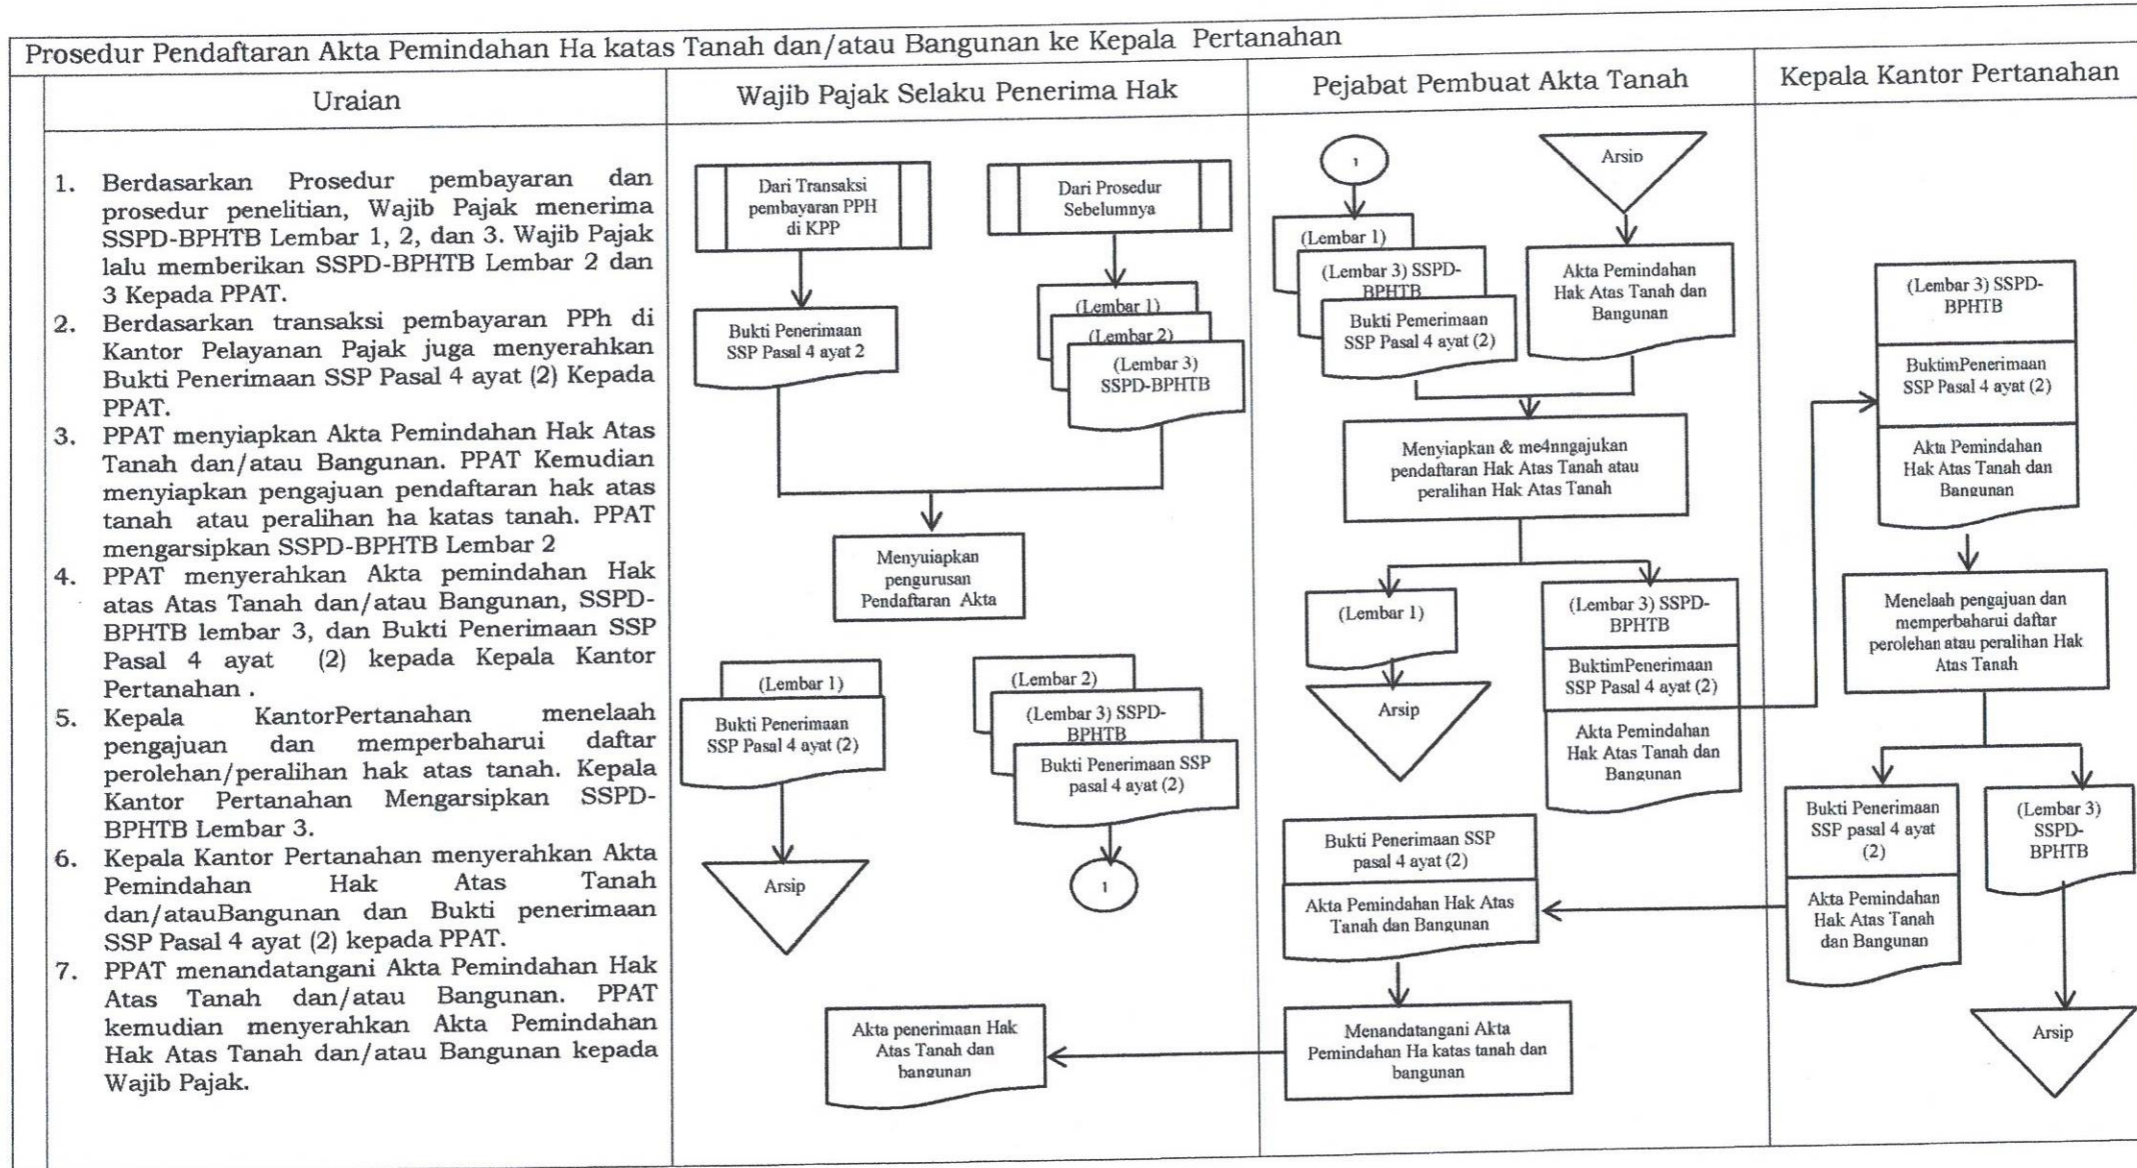 Prosedur Pendaftaran Akta Pemindahan Ha katas Tanah dan/atau Bangunan ke Kepala Pertanahan
Uraian
Wajib Pajak Selaku Penerima Hak
Pejabat Pembuat Akta Tanah
Kepala Kantor Pertanahan
1. Berdasarkan Prosedur pembayaran dan
prosedur penelitian, Wajib Pajak menerima
SSPD-BPHTB Lembar 1, 2, dan 3. Wajib Pajak
lalu memberikan SSPD-BPHTB Lembar 2 dan
3 Kepada PPAT.
2. Berdasarkan transaksi pembayaran PPh di
Kantor Pelayanan Pajak juga menyerahkan
Bukti Penerimaan SSP Pasal 4 ayat (2) Kepada
PPAT.
3. PPAT menyiapkan Akta Pemindahan Hak Atas
Tanah dan/atau Bangunan. PPAT Kemudian
menyiapkan pengajuan pendaftaran hak atas
tanah atau peralihan ha katas tanah. PPAT
mengarsipkan SSPD-BPHTB Lembar 2
4. PPAT menyerahkan Akta pemindahan Hak
atas Atas Tanah dan/atau Bangunan, SSPD-
BPHTB lembar 3, dan Bukti Penerimaan SSP
Pasal 4 ayat (2) kepada Kepala Kantor
Pertanahan .
5. Kepala KantorPertanahan menelaah
pengajuan dan memperbaharui daftar
perolehan/peralihan hak atas tanah. Kepala
Kantor Pertanahan Mengarsipkan SSPD-
BPHTB Lembar 3.
6. Kepala Kantor Pertanahan menyerahkan Akta
Pemindahan Hak Atas Tanah
dan/atauBangunan dan Bukti penerimaan
SSP Pasal 4 ayat (2) kepada PPAT.
7. PPAT menandatangani Akta Pemindahan Hak
Atas Tanah dan/atau Bangunan. PPAT
kemudian menyerahkan Akta Pemindahan
Hak Atas Tanah dan/atau Bangunan kepada
Wajib Pajak.
Dari Transaksi
pembayaran PPH
di KPP
Dari Prosedur
Sebelumnya
Bukti Penerimaan
SSP Pasal 4 ayat 2
(Lembar 1)
(Lembar 2)
(Lembar 3)
SSPD-BPHTB
Menyuiapkan
pengurusan
Pendaftaran Akta
(Lembar 1)
Bukti Penerimaan
SSP Pasal 4 ayat (2)
Arsip
(Lembar 2)
(Lembar 3) SSPD-
BPHTB
Bukti Penerimaan SSP
pasal 4 ayat (2)
1
Akta penerimaan Hak
Atas Tanah dan
bangunan
1
(Lembar 1)
(Lembar 3) SSPD-
BPHTB
Bukti Pemerimaan
SSP Pasal 4 ayat (2)
Arsip
Akta Pemindahan
Hak Atas Tanah dan
Bangunan
Menyiapkan & me4nngajukan
pendaftaran Hak Atas Tanah atau
peralihan Hak Atas Tanah
(Lembar 1)
Arsip
(Lembar 3) SSPD-
BPHTB
BuktimPenerimaan
SSP Pasal 4 ayat (2)
Akta Pemindahan
Hak Atas Tanah dan
Bangunan
Bukti Penerimaan SSP
pasal 4 ayat (2)
Akta Pemindahan Hak Atas
Tanah dan Bangunan
Menandatangani Akta
Pemindahan Ha katas tanah dan
bangunan
(Lembar 3) SSPD-
BPHTB
BuktimPenerimaan
SSP Pasal 4 ayat (2)
Akta Pemindahan
Hak Atas Tanah dan
Bangunan
Menelaah pengajuan dan
memperbaharui daftar
perolehan atau peralihan Hak
Atas Tanah
Bukti Penerimaan
SSP pasal 4 ayat
(2)
Akta Pemindahan
Hak Atas Tanah
dan Bangunan
(Lembar 3)
SSPD-
BPHTB
Arsip